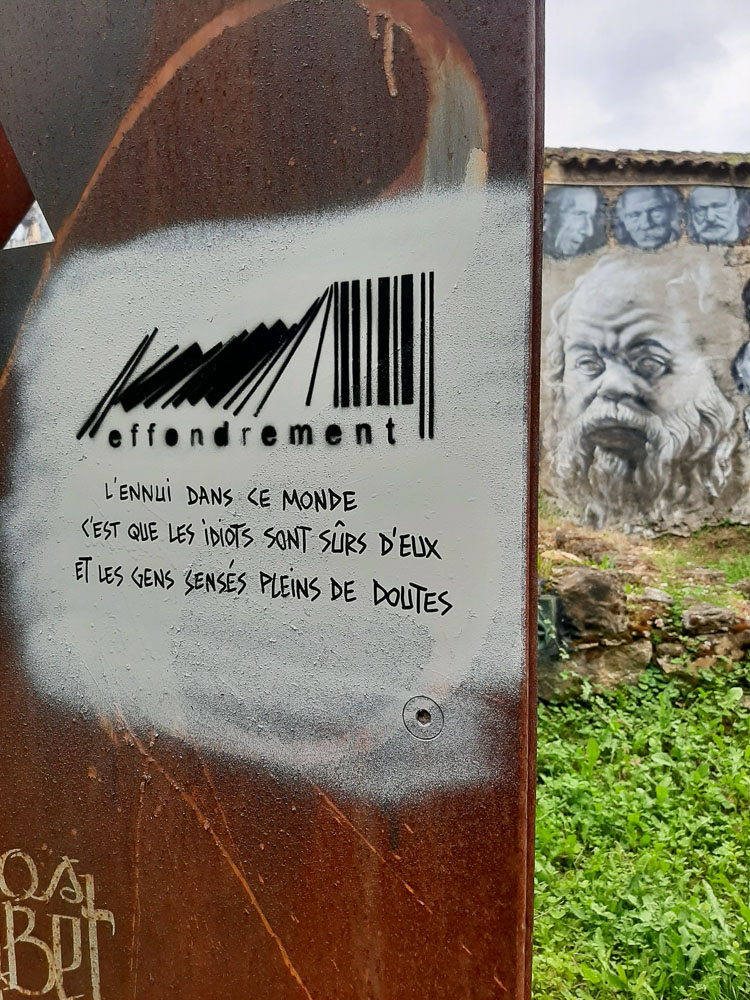 effondrement
L'ENNUI DANS CE MONDE
C'EST QUE LES IDIOTS SONT SÛRS D'EUX
ET LES GENS SENSÉS PLEINS DE DOUTES